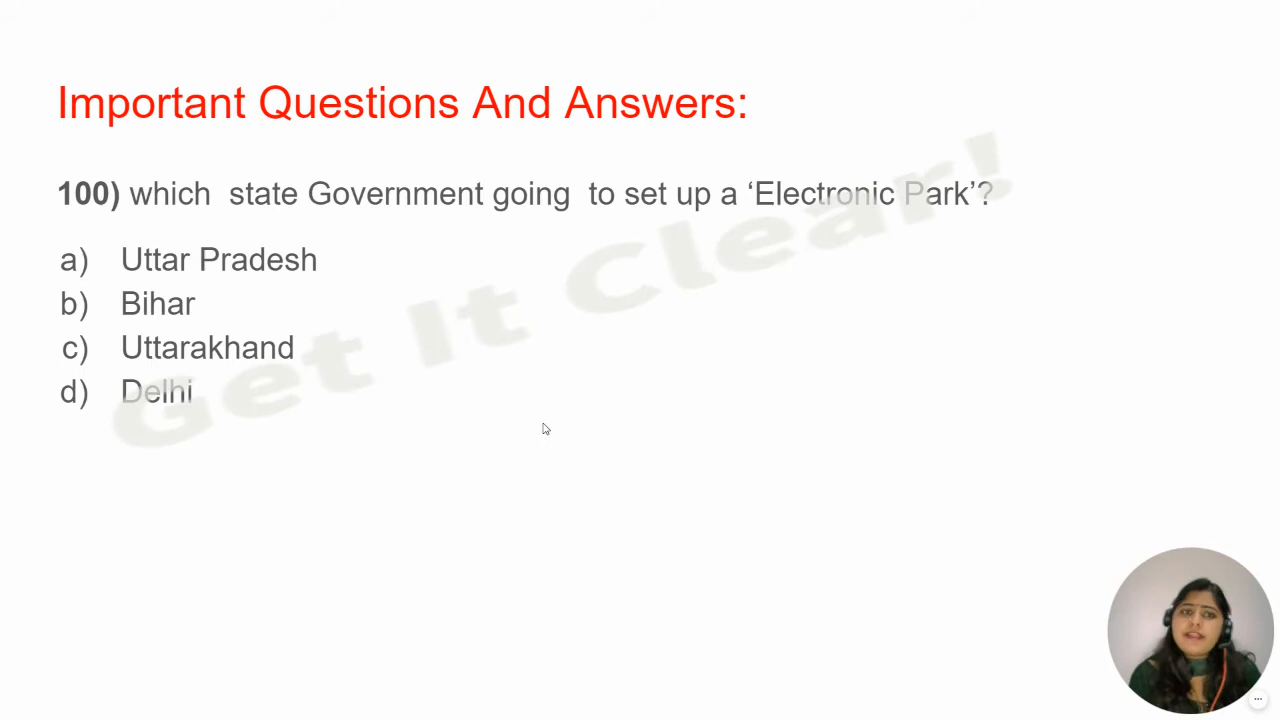 Important Questions And Answers:
100) which state Government going to set up a ‘Electronic Park’?
a) Uttar Pradesh
b) Bihar
c) Uttarakhand
d) Delhi
Get It Clear!